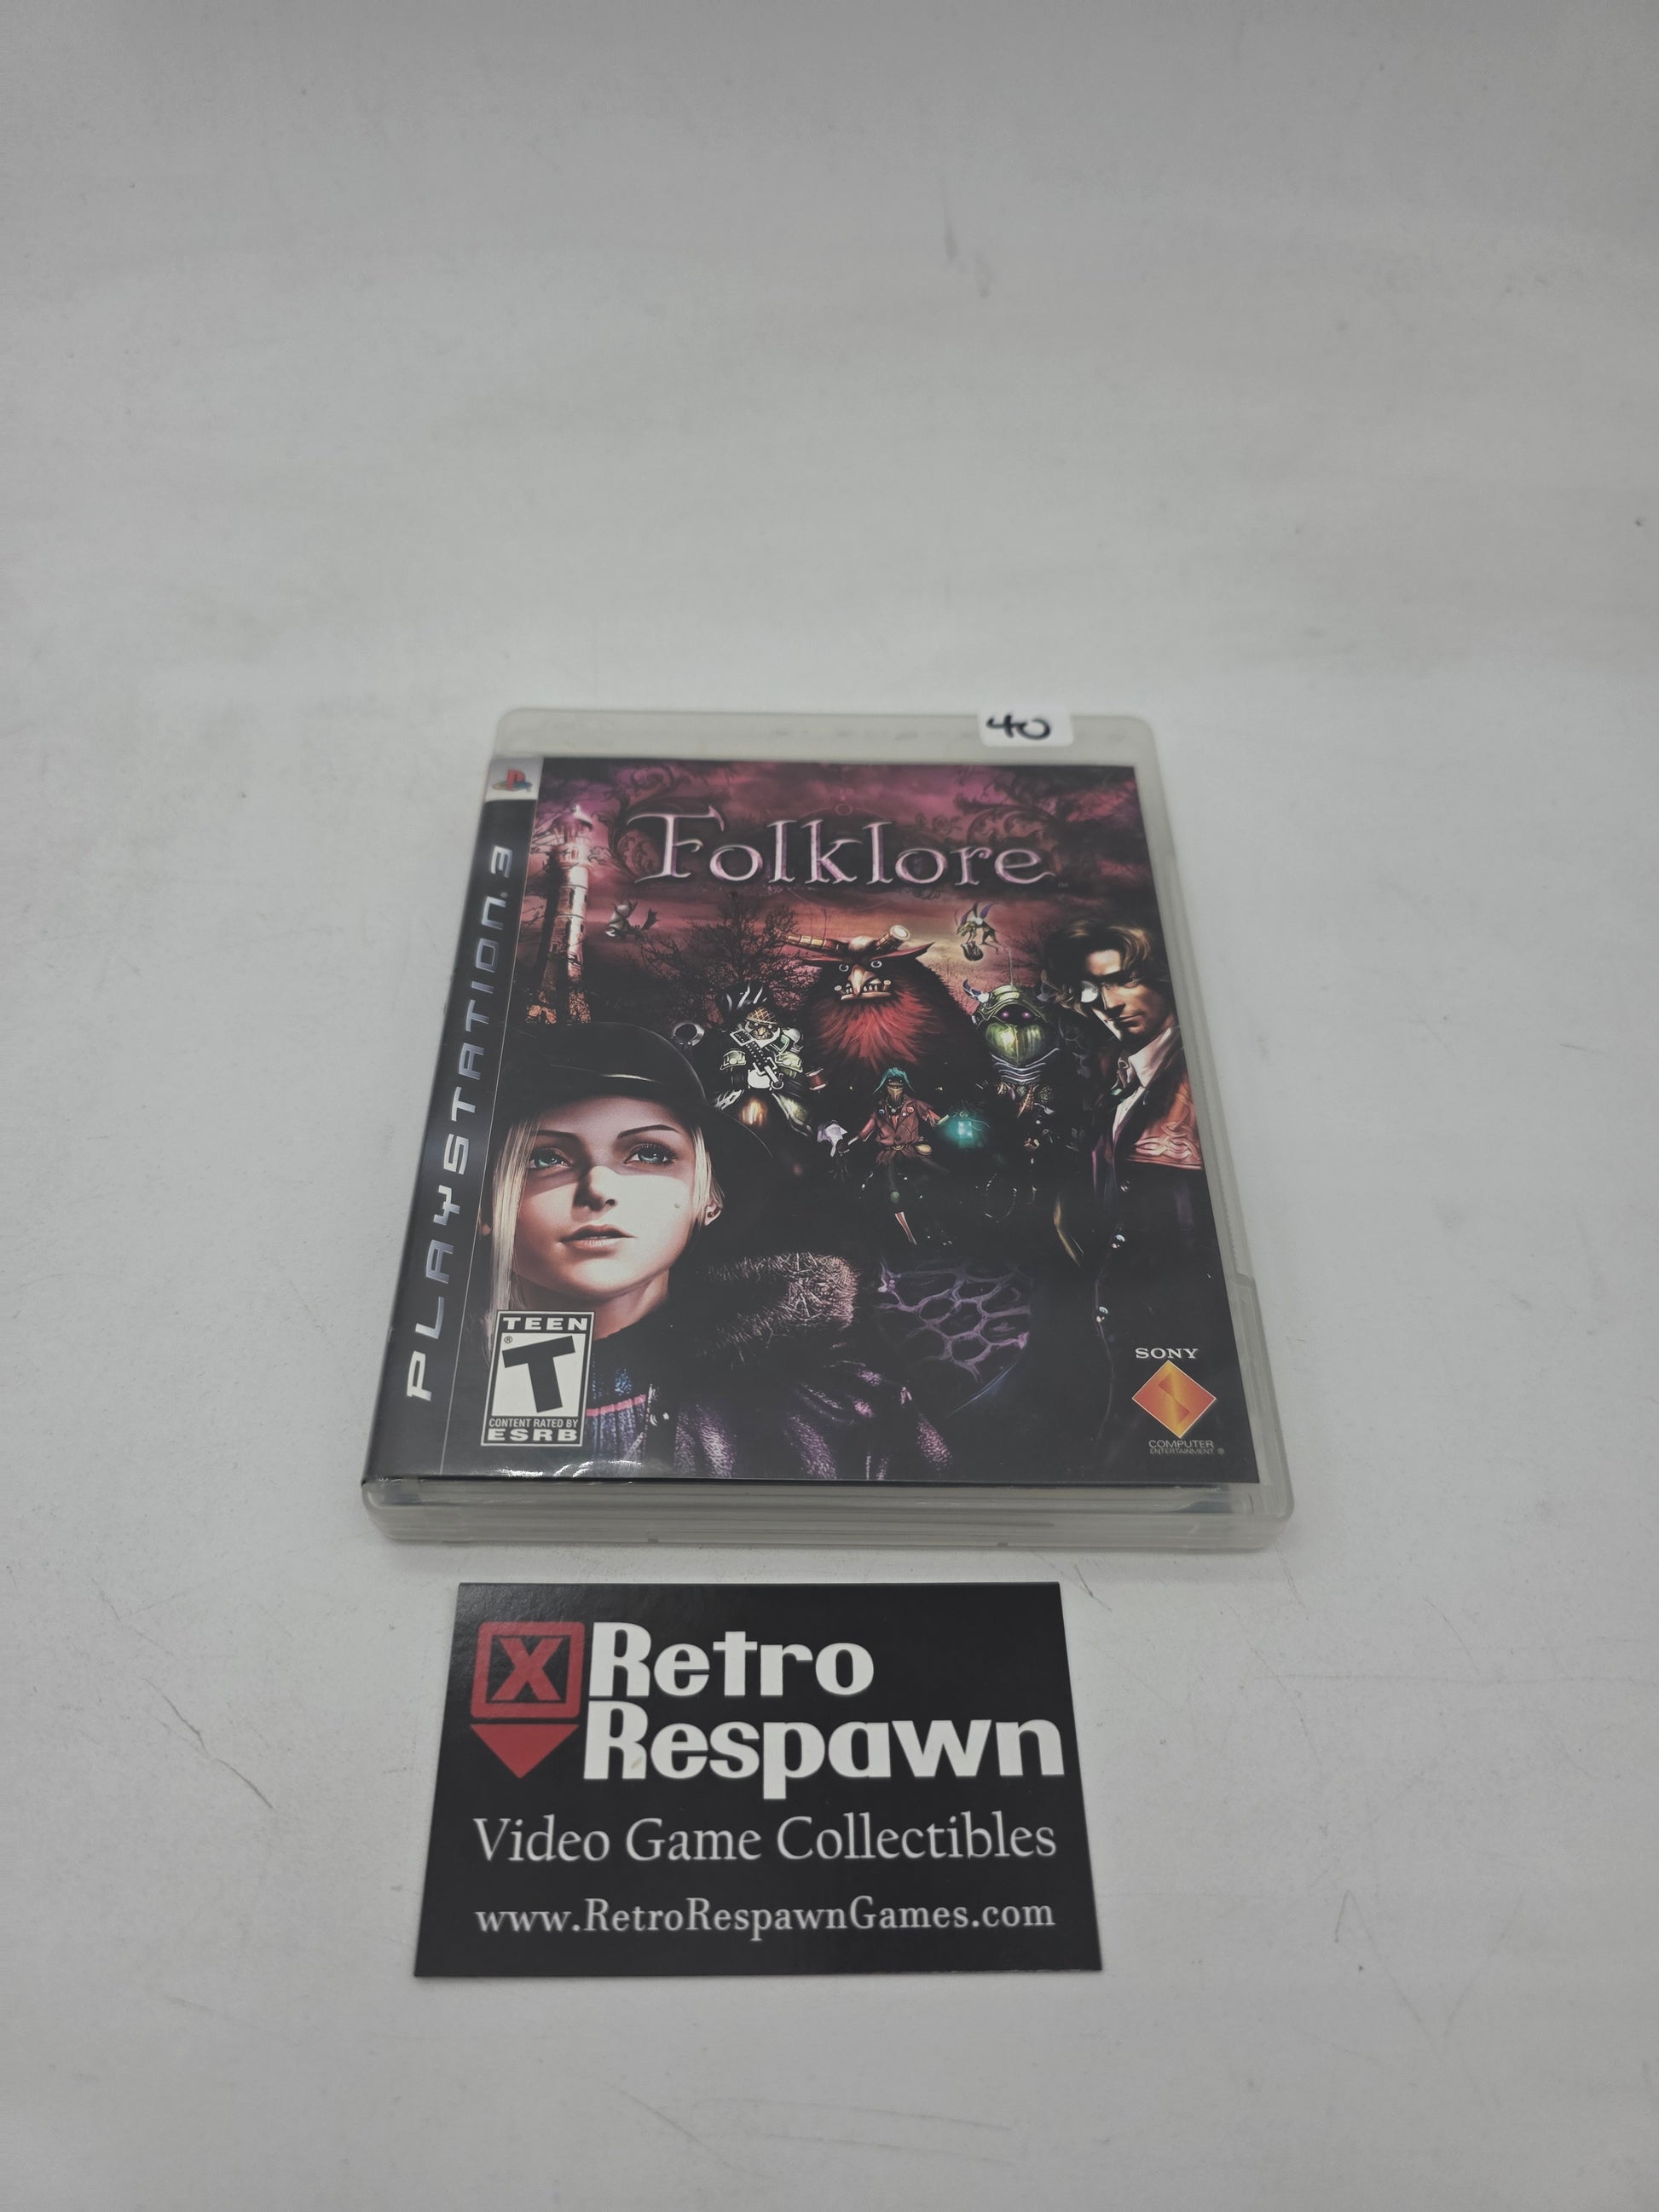 40
PLAYSTATION 3
Folklore
TEEN
T
CONTENT RATED BY
ESRB
SONY
COMPUTER
ENTERTAINMENT ®
X
Retro
Respawn
Video Game Collectibles
www.RetroRespawnGames.com